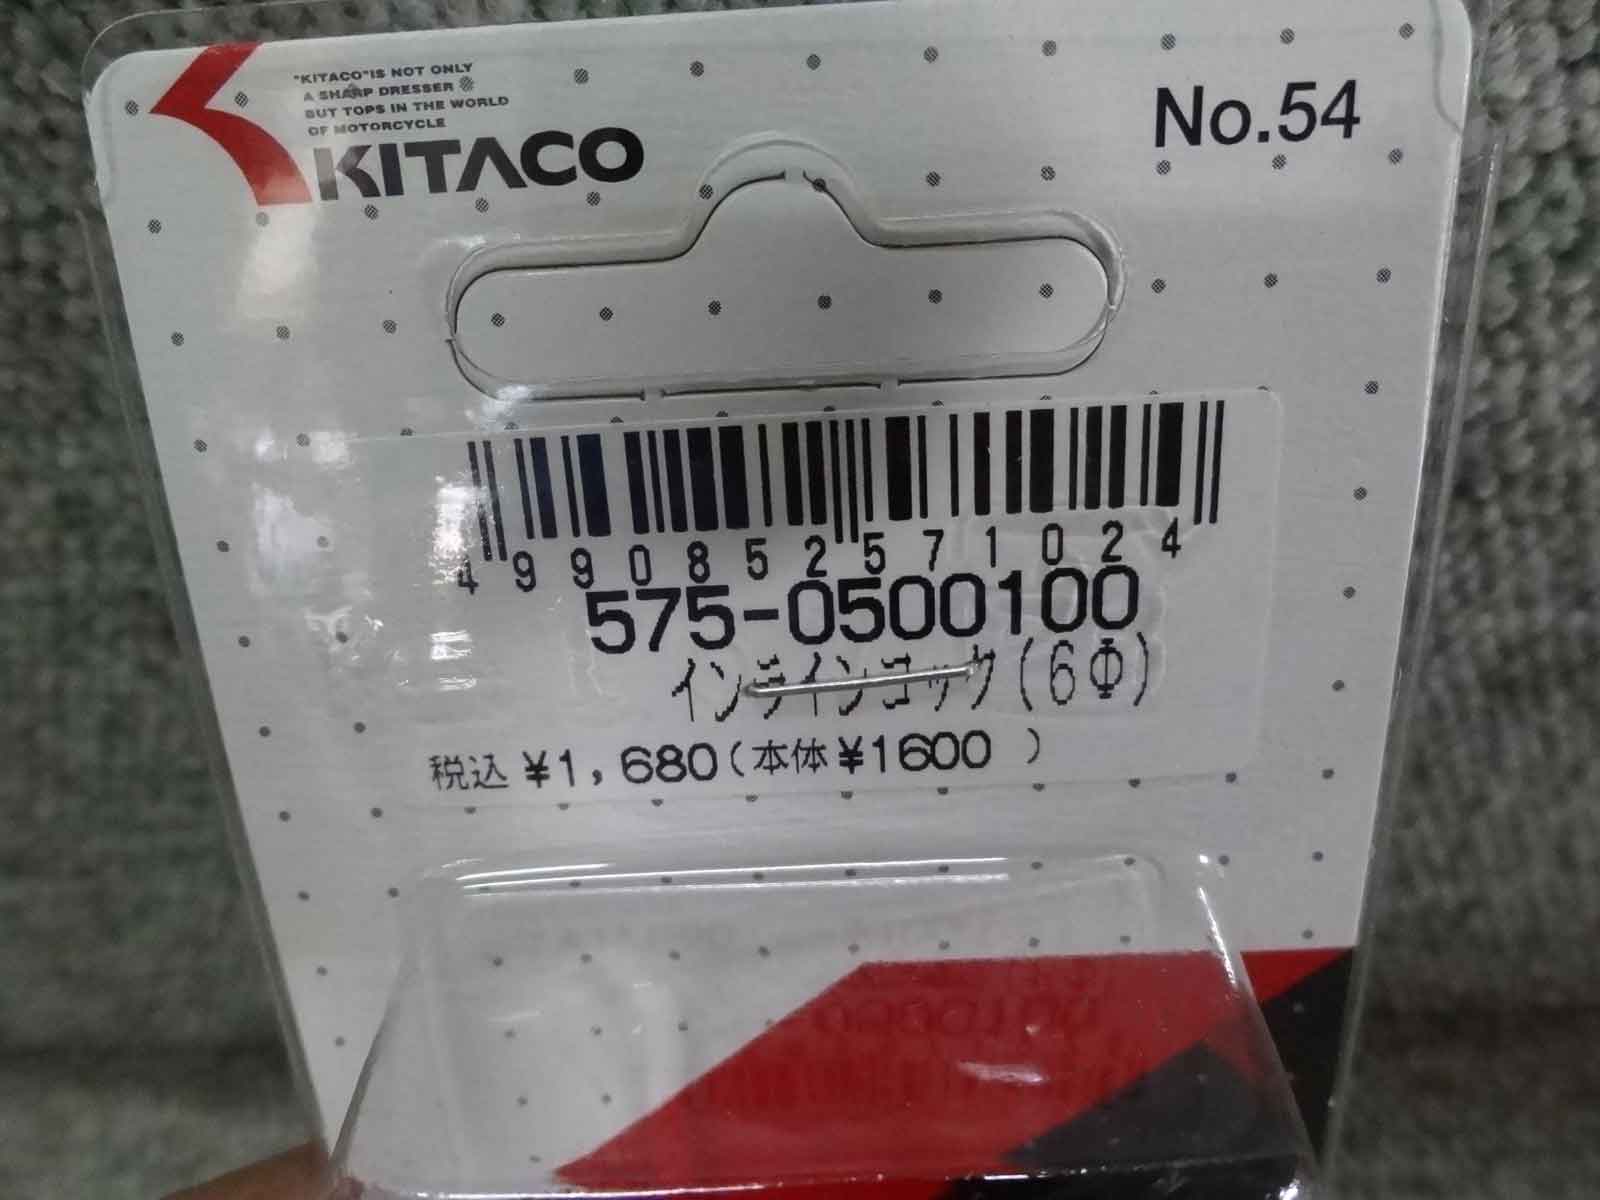 "KITACO"IS NOT ONLY
A SHARP DRESSER
BUT TOPS IN THE WORLD
OF MOTORCYCLE
KITACO
No.54
4990852571024
575-0500100
インラインコック(6Φ)
税込 ¥1,680(本体¥1600 )